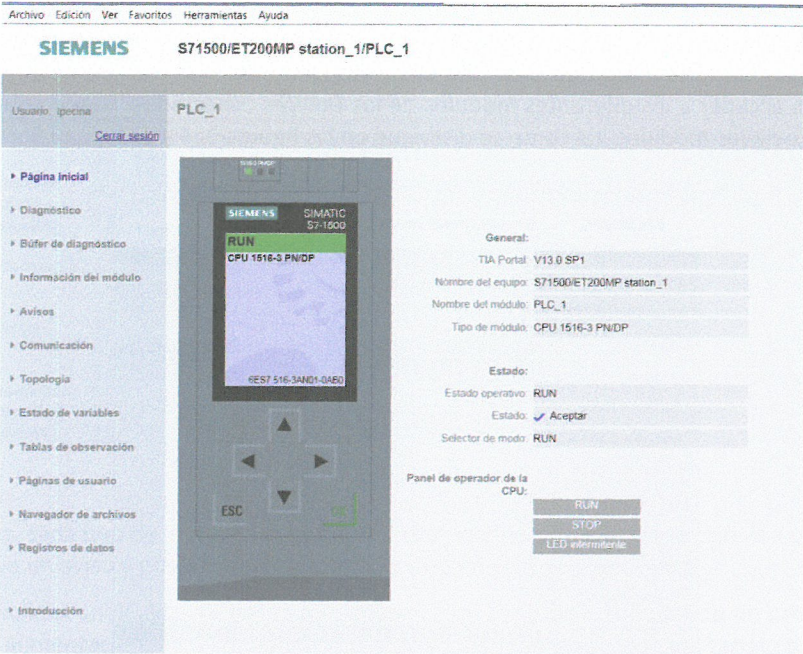 Archivo Edición Ver Favoritos Herramientas Ayuda
SIEMENS
S71500/ET200MP station_1/PLC_1
Usuario: ipecina
Cerrar sesión
PLC_1
Página inicial
Diagnóstico
Búfer de diagnóstico
Información del módulo
Avisos
Comunicación
Topología
Estado de variables
Tablas de observación
Páginas de usuario
Navegador de archivos
Registros de datos
Introducción
SIEMENS
SIMATIC
S7-1500
RUN
CPU 1516-3 PN/DP
6ES7 516-3AN01-0AB0
ESC
OK
General:
TIA Portal: V13.0 SP1
Nombre del equipo: S71500/ET200MP station_1
Nombre del módulo: PLC_1
Tipo de módulo: CPU 1516-3 PN/DP
Estado:
Estado operativo: RUN
Estado: Aceptar
Selector de modo: RUN
Panel de operador de la
CPU:
RUN
STOP
LED intermitente